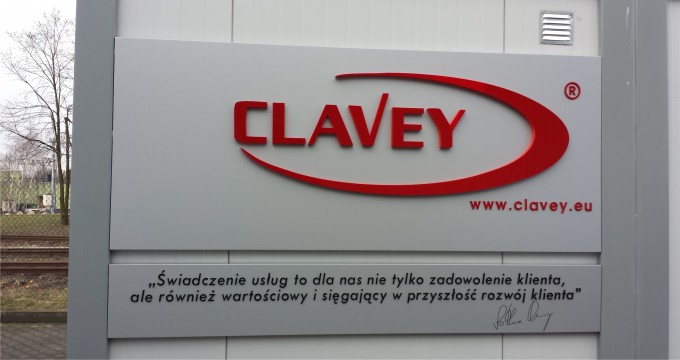 CLAVEY ®
www.clavey.eu
„Świadczenie usług to dla nas nie tylko zadowolenie klienta,
ale również wartościowy i sięgający w przyszłość rozwój klienta"